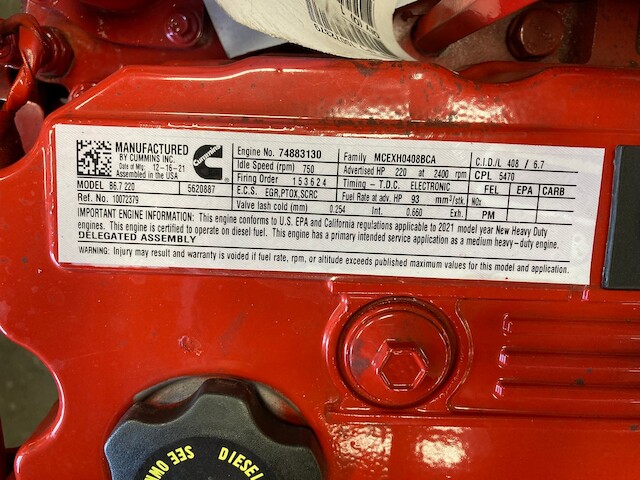 MANUFACTURED
BY CUMMINS INC.
Date of Mfg: 12-16-21
Assembled in the USA
Cummins
MODEL B6.7 220 5620887
Ref. No. 10072379
Engine No. 74883130
Idle Speed (rpm) 750
Firing Order 1 5 3 6 2 4
E.C.S. EGR,PTOX,SCRC
Valve lash cold (mm) 0.254 Int. 0.660 Exh.
Family MCEXH0408BCA
Advertised HP 220 at 2400 rpm
Timing - T.D.C. ELECTRONIC
Fuel Rate at adv. HP 93 mm³/stk.
C.I.D./L 408 / 6.7
CPL 5470
FEL EPA CARB
NOx
PM
IMPORTANT ENGINE INFORMATION: This engine conforms to U.S. EPA and California regulations applicable to 2021 model year New Heavy Duty
engines. This engine is certified to operate on diesel fuel. This engine has a primary intended service application as a medium heavy-duty engine.
DELEGATED ASSEMBLY
WARNING: Injury may result and warranty is voided if fuel rate, rpm, or altitude exceeds published maximum values for this model and application.
SEE OWN
DIESEL